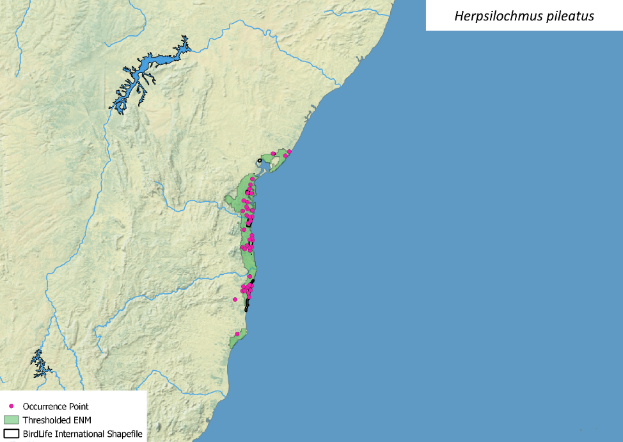 Herpsilochmus pileatus
Occurrence Point
Thresholded ENM
BirdLife International Shapefile